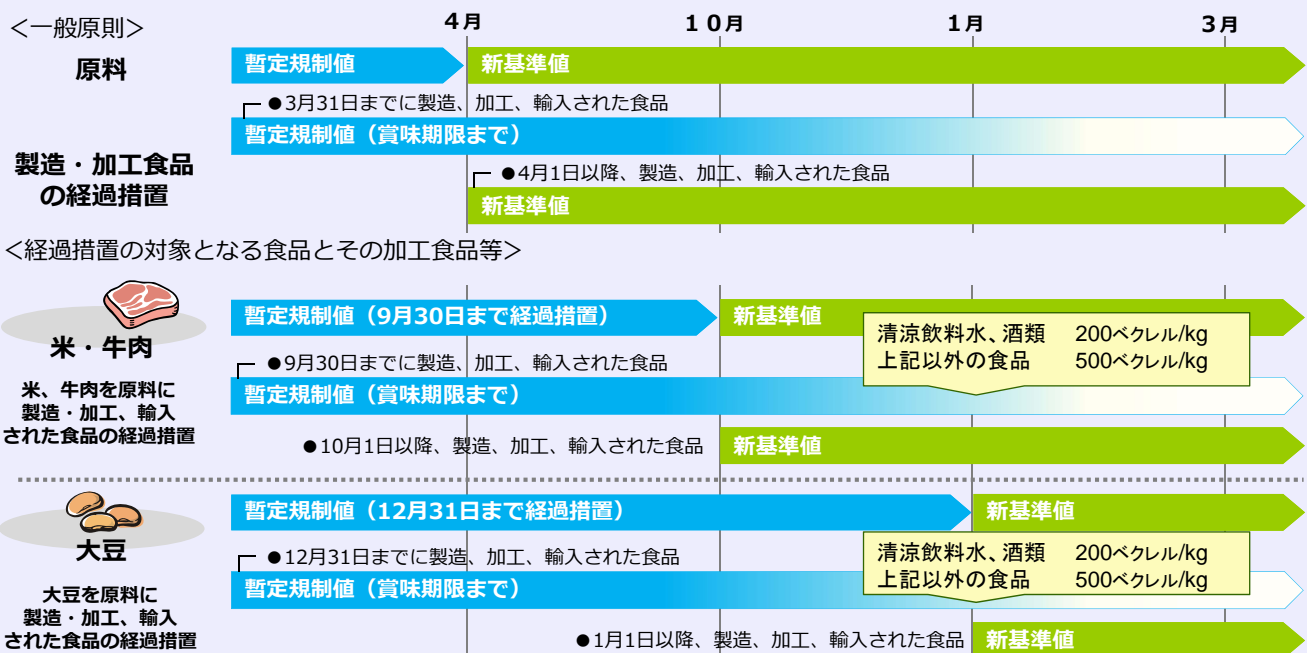 <一般原則>
4月
10月
1月
3月
原料
暫定規制値
新基準値
●3月31日までに製造、加工、輸入された食品
暫定規制値（賞味期限まで）
製造・加工食品
の経過措置
●4月1日以降、製造、加工、輸入された食品
新基準値
<経過措置の対象となる食品とその加工食品等>
暫定規制値（9月30日まで経過措置）
新基準値
米・牛肉
清涼飲料水、酒類 200ベクレル/kg
上記以外の食品 500ベクレル/kg
●9月30日までに製造、加工、輸入された食品
暫定規制値（賞味期限まで）
米、牛肉を原料に
製造・加工、輸入
された食品の経過措置
●10月1日以降、製造、加工、輸入された食品
新基準値
暫定規制値（12月31日まで経過措置）
新基準値
大豆
清涼飲料水、酒類 200ベクレル/kg
上記以外の食品 500ベクレル/kg
●12月31日までに製造、加工、輸入された食品
暫定規制値（賞味期限まで）
大豆を原料に
製造・加工、輸入
された食品の経過措置
●1月1日以降、製造、加工、輸入された食品
新基準値